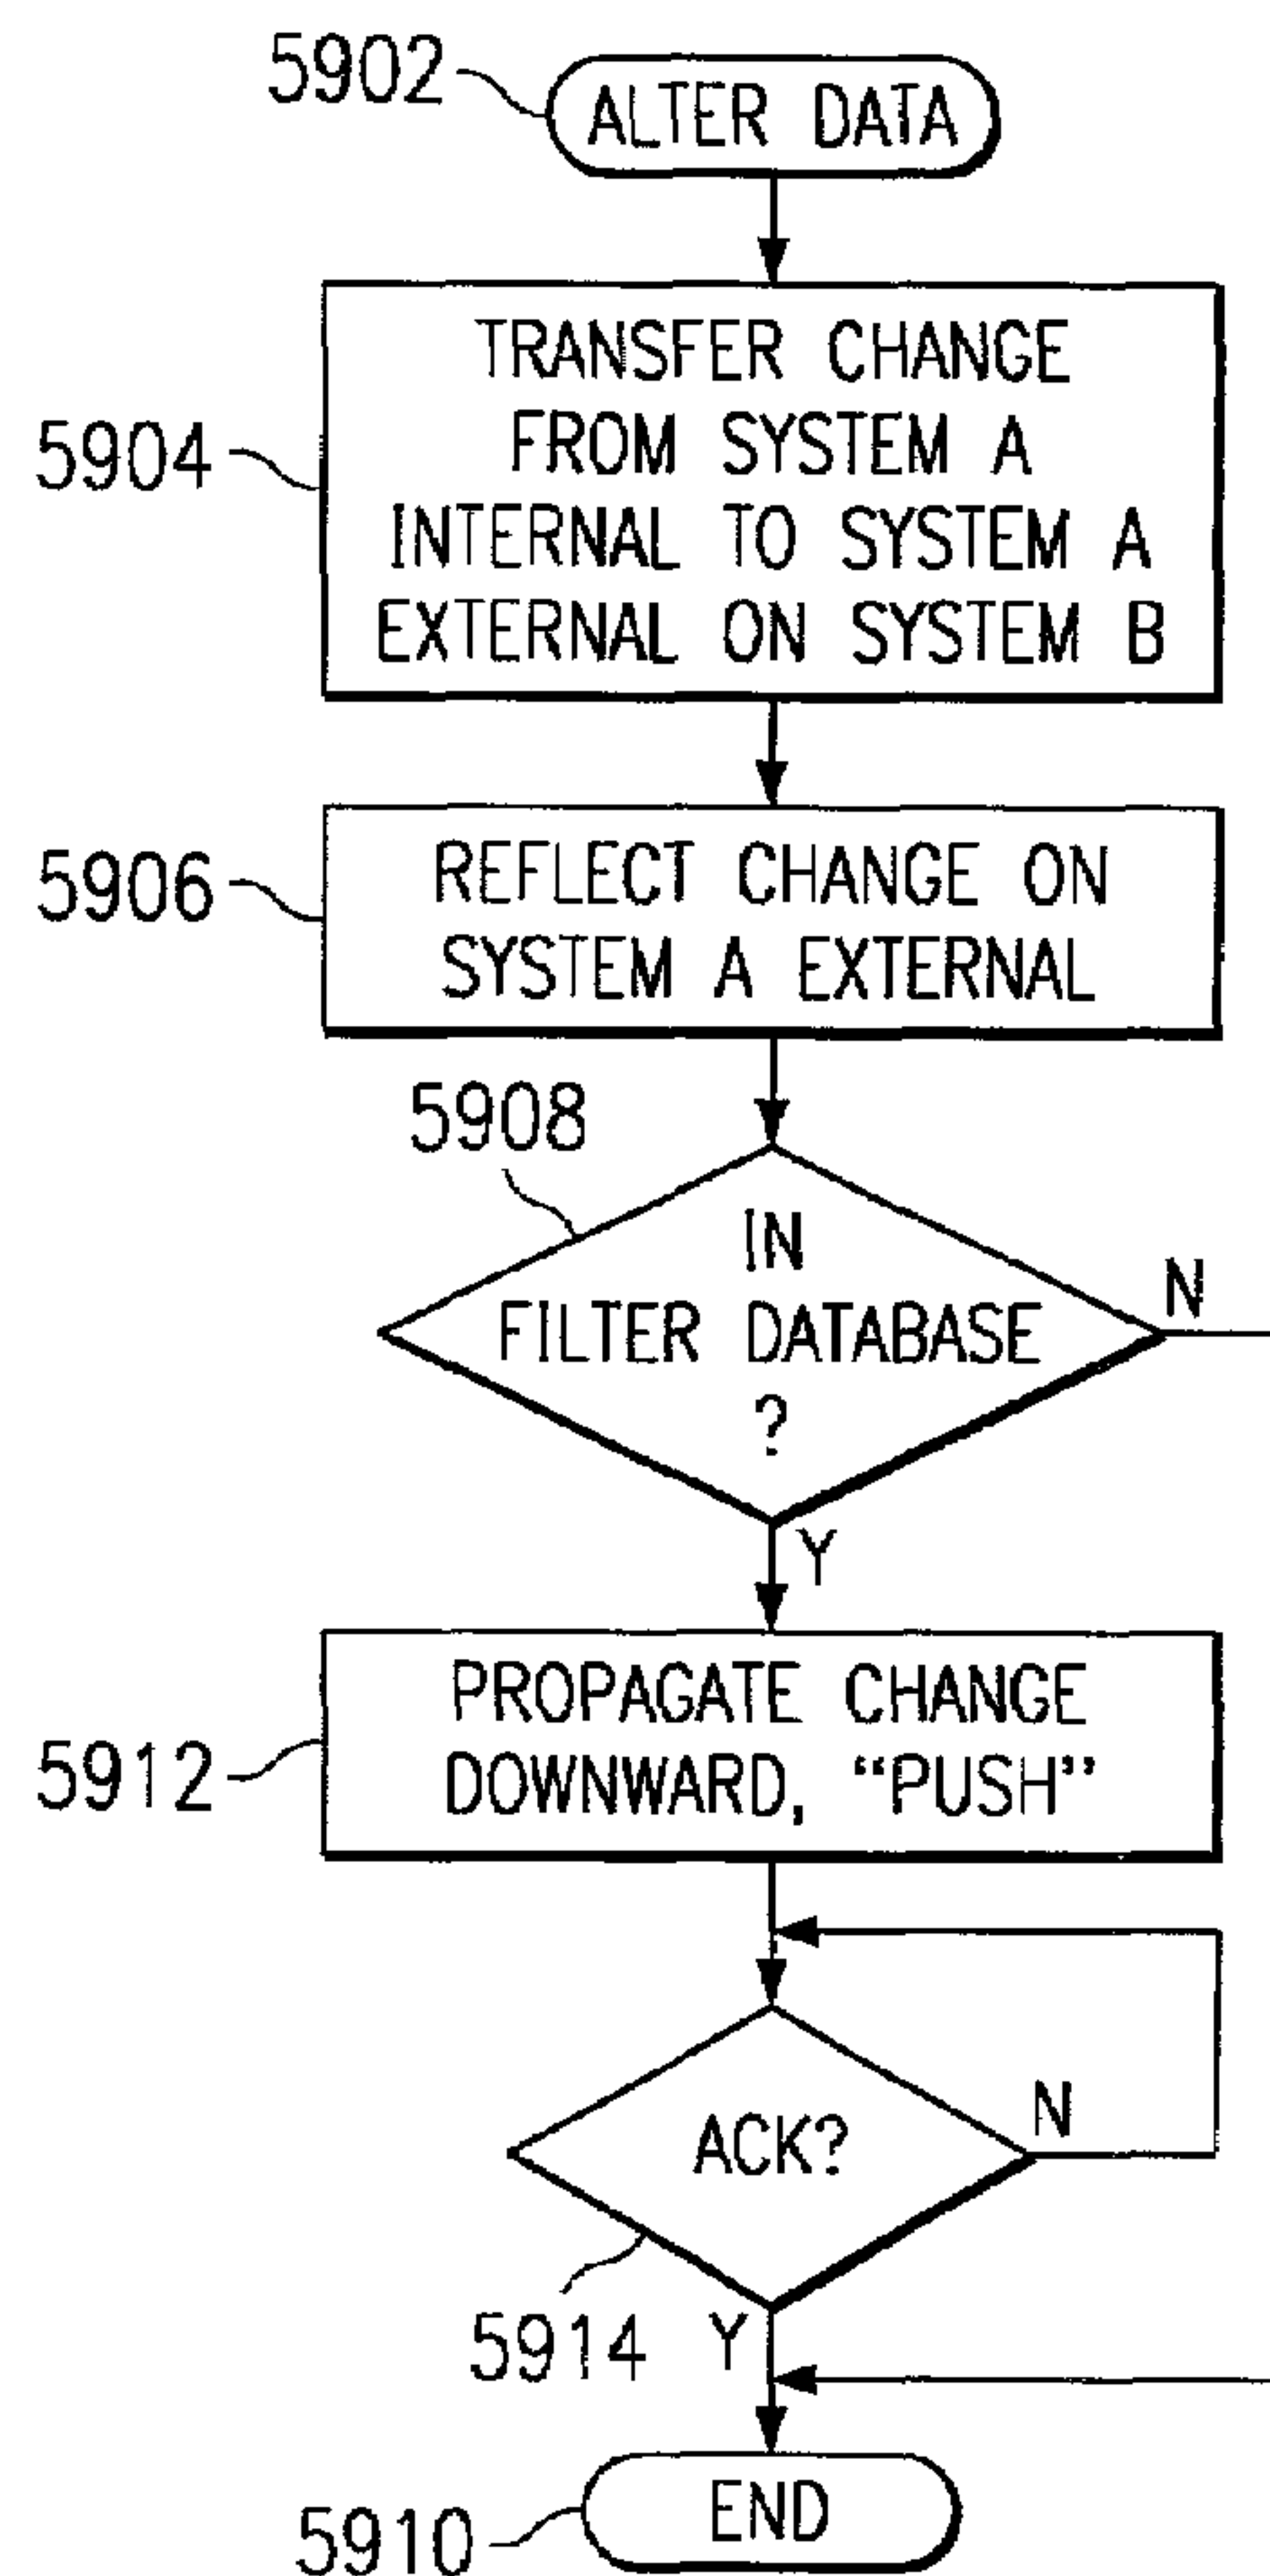 5902
ALTER DATA
5904
TRANSFER CHANGE
FROM SYSTEM A
INTERNAL TO SYSTEM A
EXTERNAL ON SYSTEM B
5906
REFLECT CHANGE ON
SYSTEM A EXTERNAL
5908
IN
FILTER DATABASE
?
N
Y
5912
PROPAGATE CHANGE
DOWNWARD, “PUSH”
ACK?
N
5914
Y
5910
END